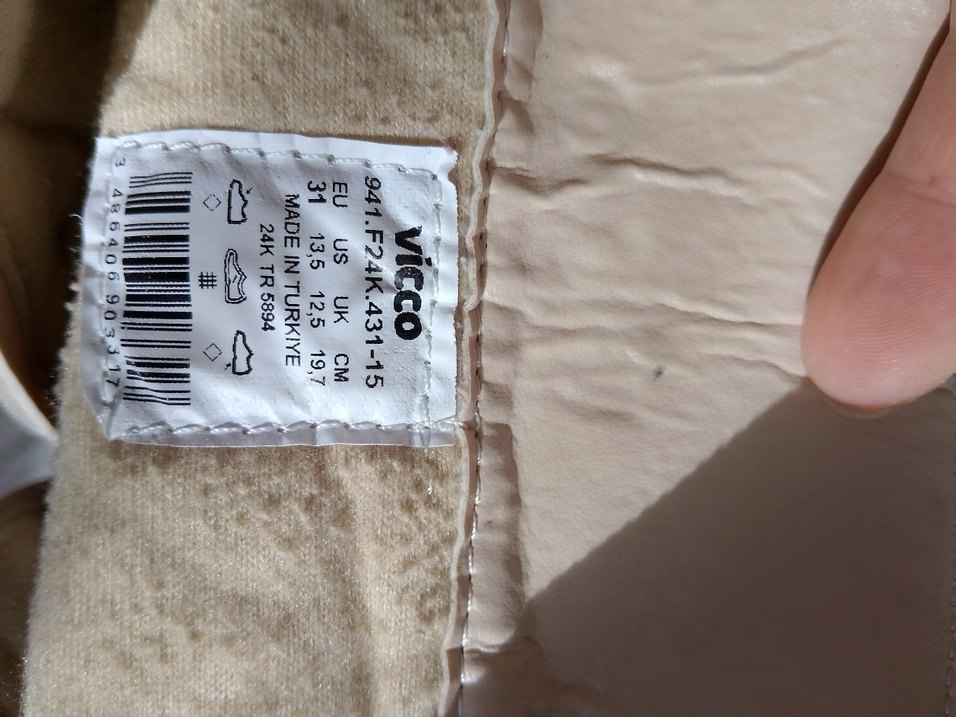 vicco
941.F24K.431-15
EU US UK CM
31 13,5 12,5 19,7
MADE IN TURKIYE
24K TR 5894
3 486406 903317